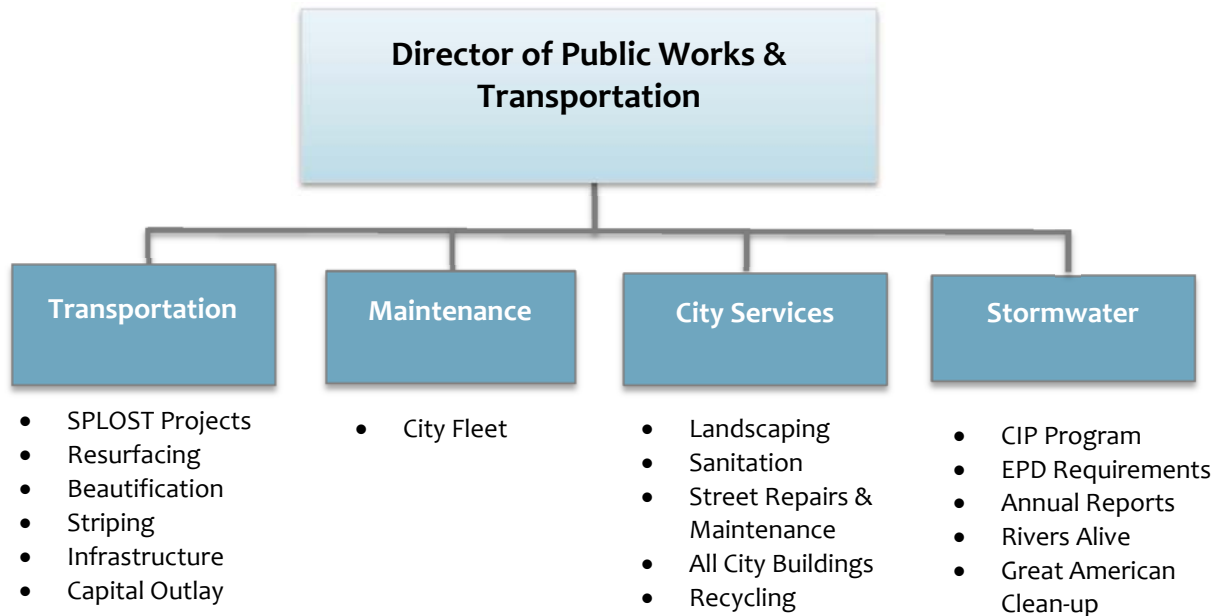 Director of Public Works &
Transportation
Transportation
Maintenance
City Services
Stormwater
• SPLOST Projects
• Resurfacing
• Beautification
• Striping
• Infrastructure
• Capital Outlay
• City Fleet
• Landscaping
• Sanitation
• Street Repairs &
Maintenance
• All City Buildings
• Recycling
• CIP Program
• EPD Requirements
• Annual Reports
• Rivers Alive
• Great American
Clean-up